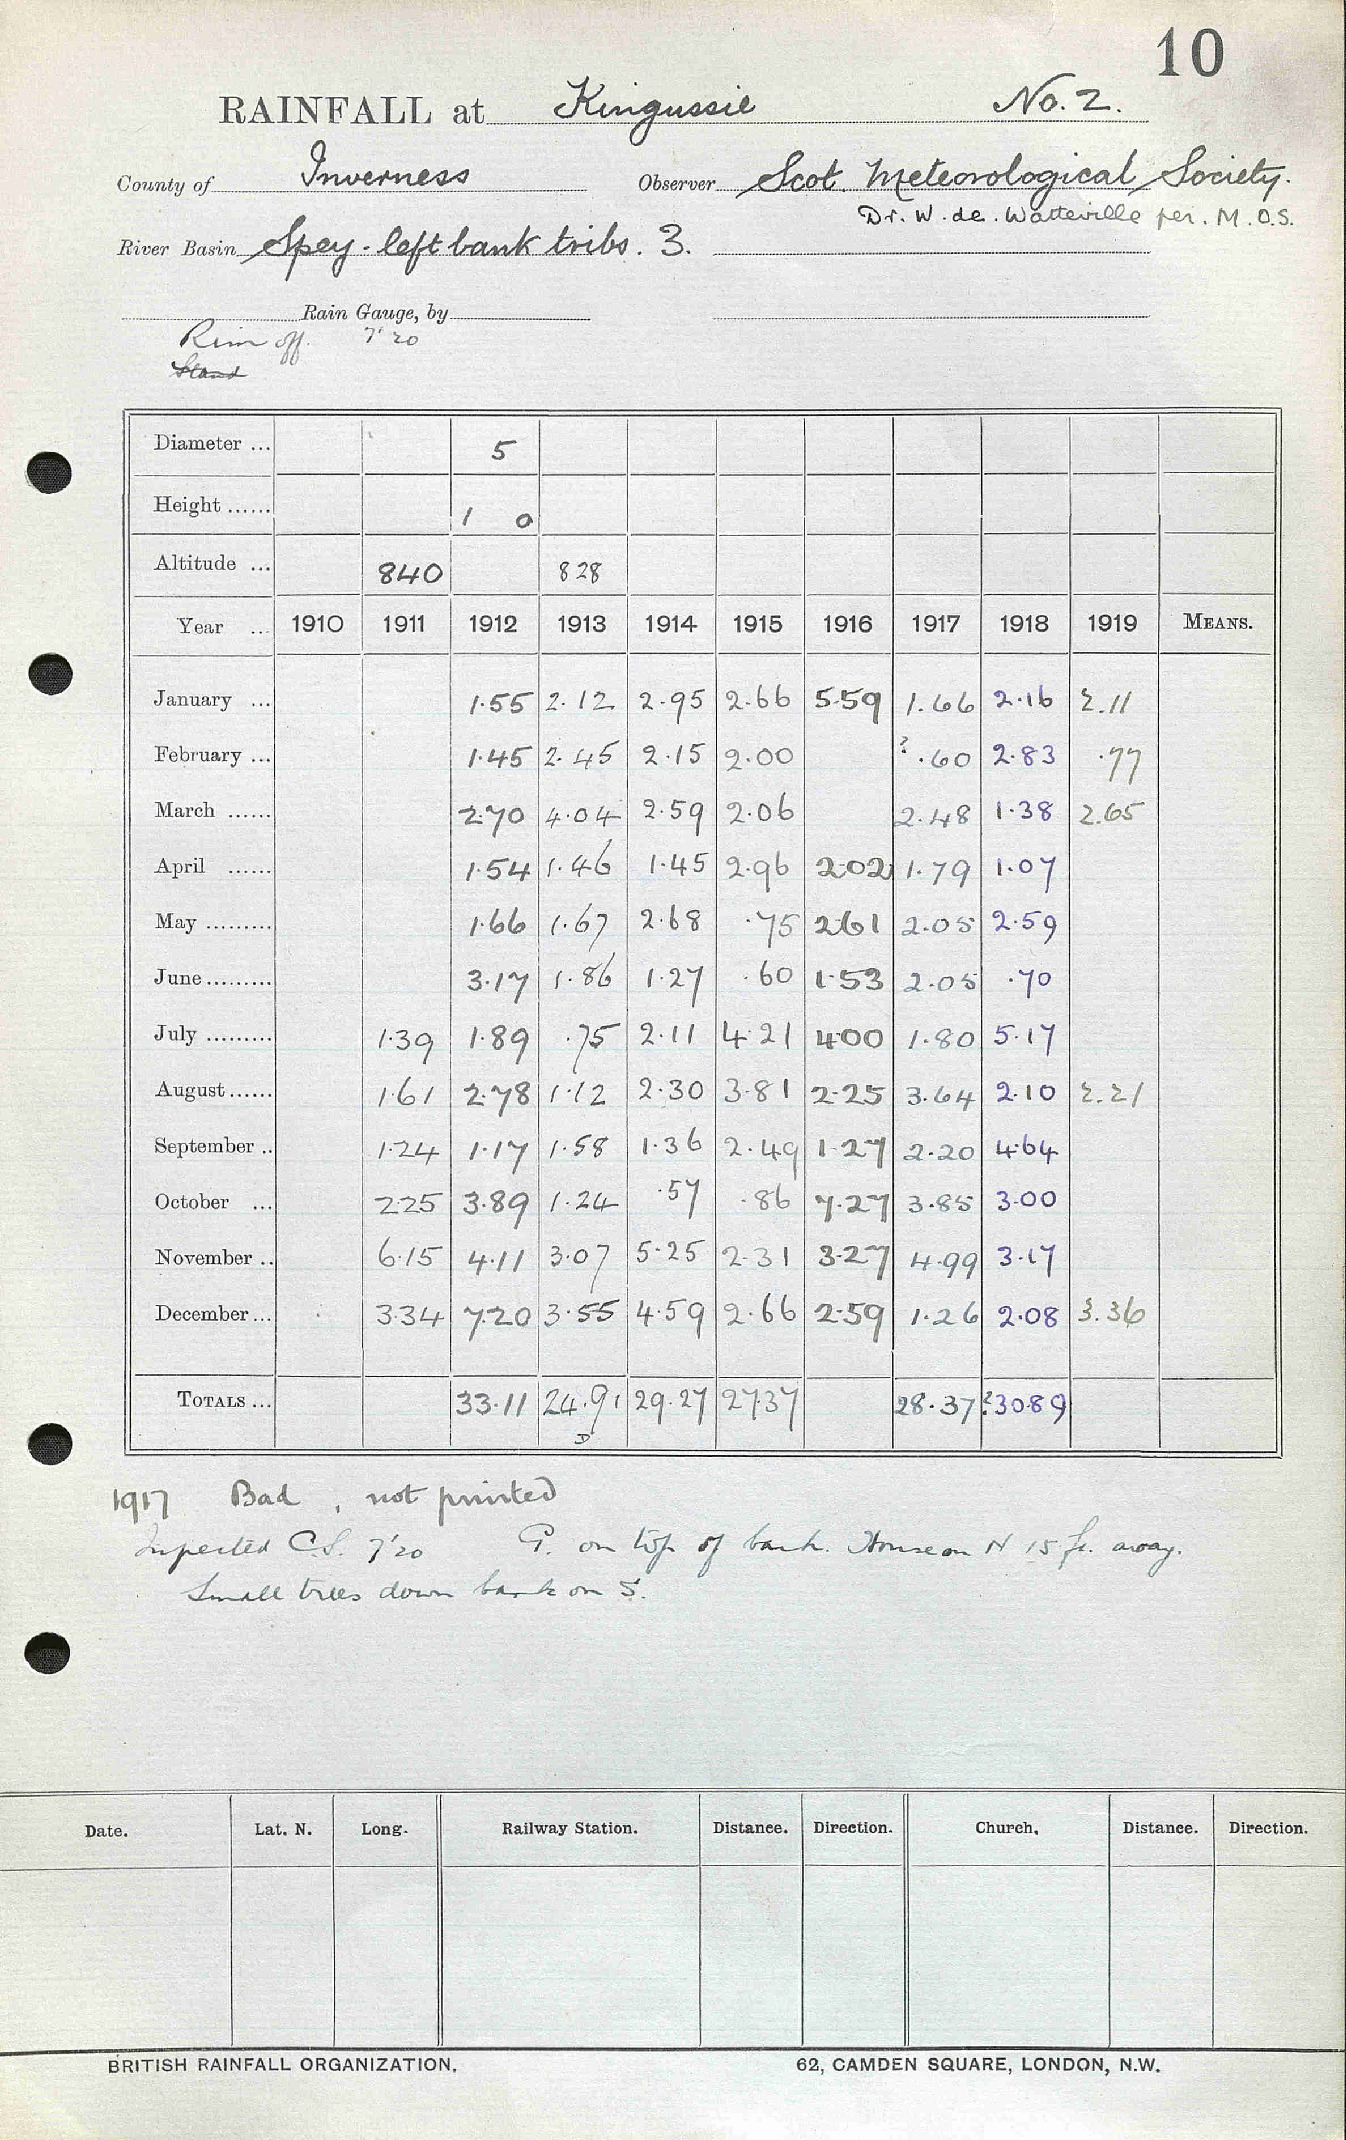 10
RAINFALL at Kingussie No. 2.
County of Inverness Observer Scot. Meteorological Society.
Dr. W. de. Watteville per. M.O.S.
River Basin Spey - left bank tribs. 3.
Rain Gauge, by
Rim off. 7'20
Stand
Diameter ... 5
Height ...... 1 0
Altitude ... 840 828
Year ... 1910 1911 1912 1913 1914 1915 1916 1917 1918 1919 MEANS.
January ... 1.55 2.12 2.95 2.66 5.59 1.66 2.16 2.11
February ... 1.45 2.45 2.15 2.00 ? .60 2.83 .77
March ...... 2.70 4.04 2.59 2.06 2.48 1.38 2.65
April ...... 1.54 1.46 1.45 2.96 2.02 1.79 1.07
May ......... 1.66 1.67 2.68 .75 2.61 2.05 2.59
June ......... 3.17 1.86 1.27 .60 1.53 2.05 .70
July ......... 1.39 1.89 .75 2.11 4.21 4.00 1.80 5.17
August ...... 1.61 2.78 1.12 2.30 3.81 2.25 3.64 2.10 2.21
September .. 1.24 1.17 1.58 1.36 2.49 1.27 2.20 4.64
October ... 2.25 3.89 1.24 .57 .86 7.27 3.85 3.00
November .. 6.15 4.11 3.07 5.25 2.31 3.27 4.99 3.17
December ... 3.34 7.20 3.55 4.59 2.66 2.59 1.26 2.08 3.36
TOTALS ... 33.11 24.91 29.27 27.37 28.37 ?30.89
D
1917 Bad, not printed
Inspected C.S. 7'20 G. on top of bank. House on N 15 ft. away.
Small trees down bank on S.
Date. Lat. N. Long. Railway Station. Distance. Direction. Church. Distance. Direction.
BRITISH RAINFALL ORGANIZATION. 62, CAMDEN SQUARE, LONDON, N.W.